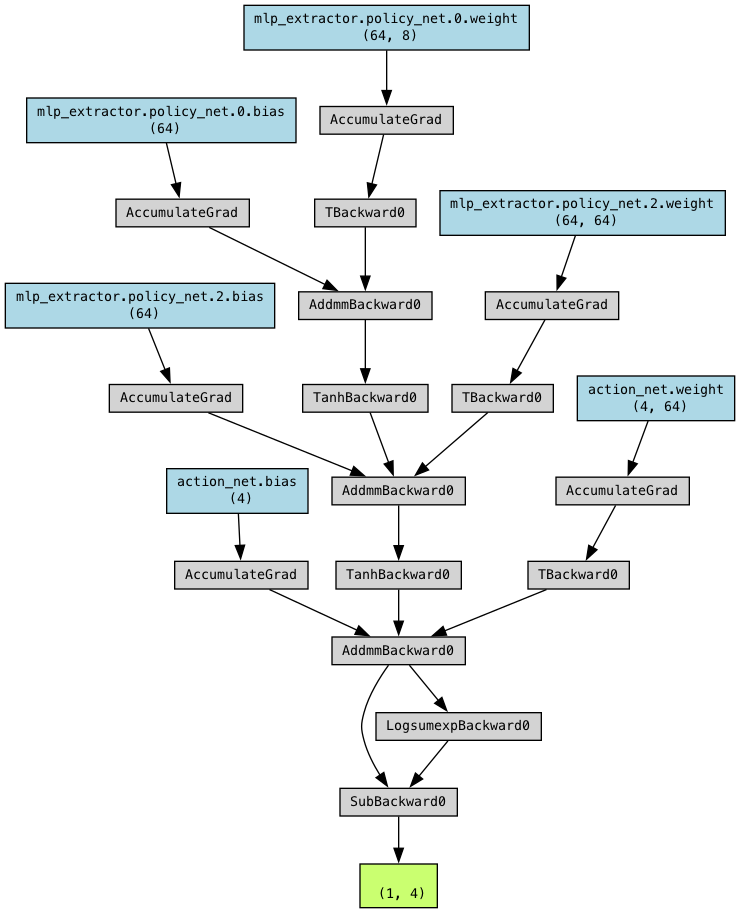 mlp_extractor.policy_net.0.weight
(64, 8)
mlp_extractor.policy_net.0.bias
(64)
AccumulateGrad
AccumulateGrad
TBackward0
mlp_extractor.policy_net.2.weight
(64, 64)
mlp_extractor.policy_net.2.bias
(64)
AddmmBackward0
AccumulateGrad
AccumulateGrad
TanhBackward0
TBackward0
action_net.weight
(4, 64)
action_net.bias
(4)
AddmmBackward0
AccumulateGrad
AccumulateGrad
TanhBackward0
TBackward0
AddmmBackward0
LogsumexpBackward0
SubBackward0
(1, 4)